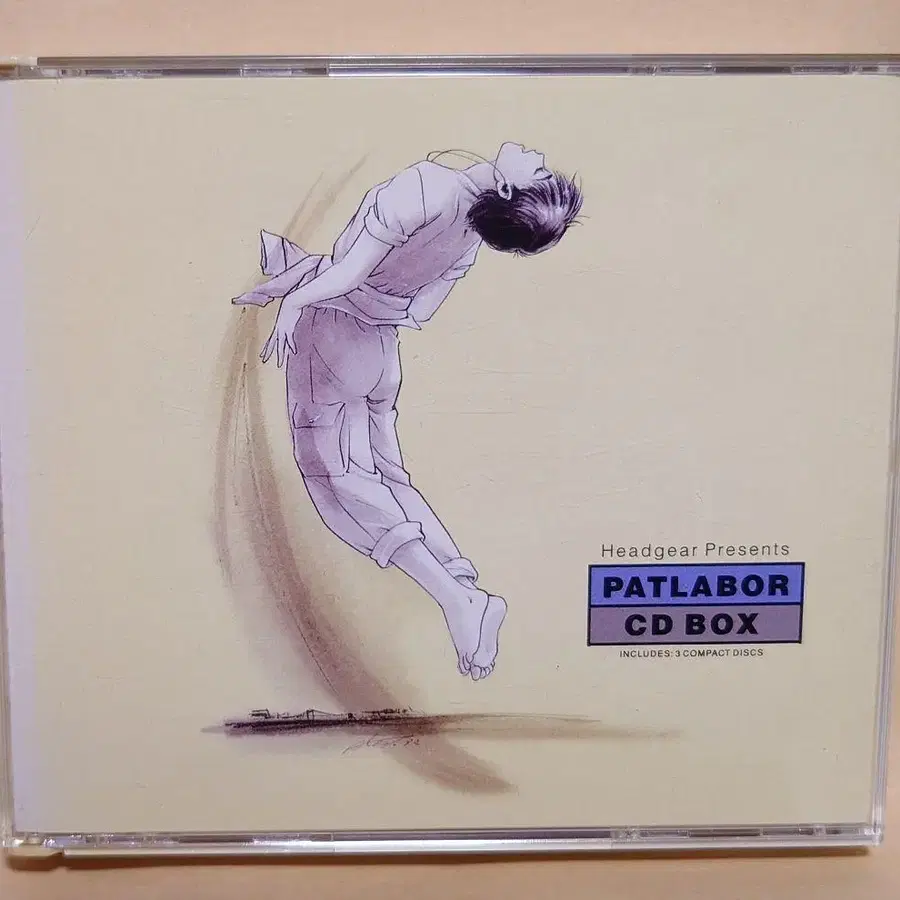 Headgear Presents
PATLABOR
CD BOX
INCLUDES: 3 COMPACT DISCS